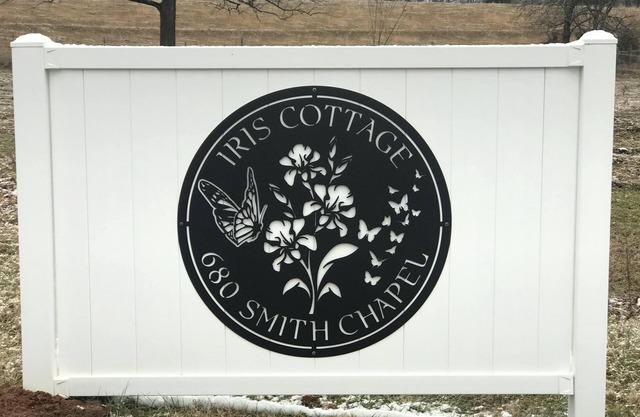 IRIS COTTAGE
680 SMITH CHAPEL